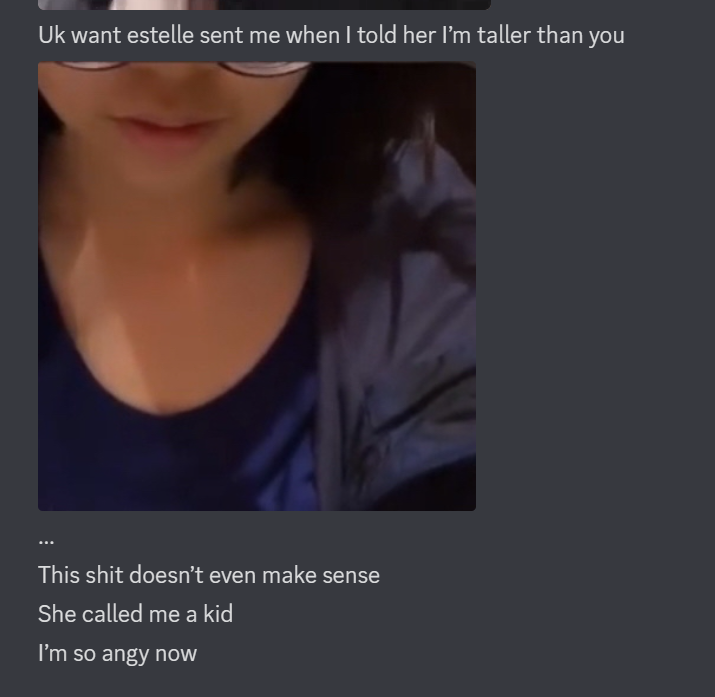 Uk want estelle sent me when I told her I’m taller than you
...
This shit doesn’t even make sense
She called me a kid
I’m so angy now